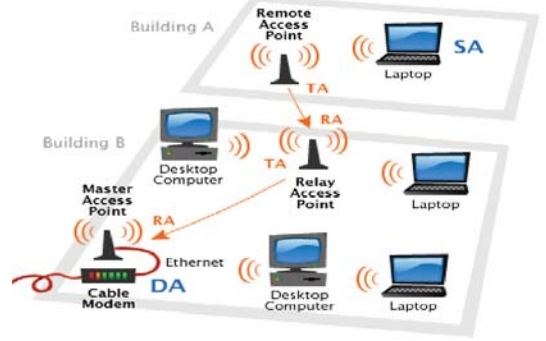 Building A
Remote
Access
Point
SA
Laptop
TA
RA
Building B
Desktop
Computer
TA
Relay
Access
Point
Laptop
Master
Access
Point
RA
Ethernet
Cable
Modem
DA
Desktop
Computer
Laptop